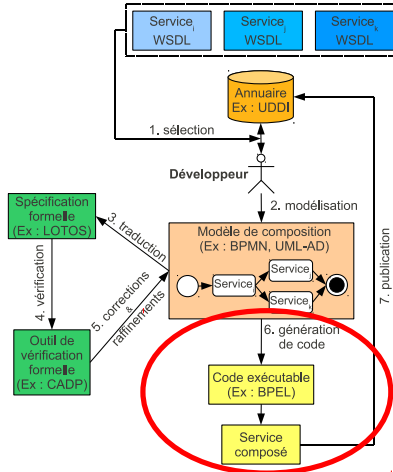 Service i
WSDL
Service j
WSDL
Service k
WSDL
Annuaire
Ex : UDDI
1. sélection
Développeur
2. modélisation
Spécification
formelle
(Ex : LOTOS)
3. traduction
Modèle de composition
(Ex : BPMN, UML-AD)
Service
Service
Service
4. vérification
5. corrections
&
raffinements
Outil de
vérification
formelle
(Ex : CADP)
6. génération
de code
7. publication
Code exécutable
(Ex : BPEL)
Service
composé